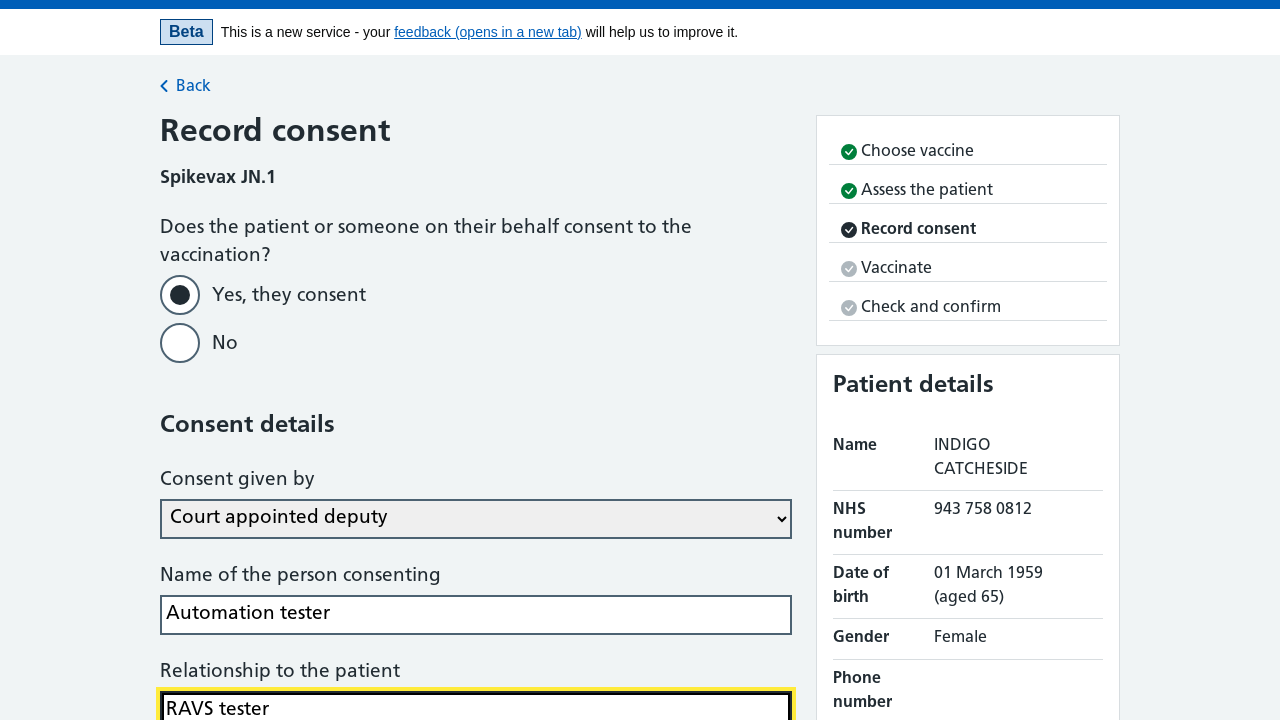 Beta This is a new service - your feedback (opens in a new tab) will help us to improve it.
Back
Record consent
Spikevax JN.1
Does the patient or someone on their behalf consent to the
vaccination?
Yes, they consent
No
Consent details
Consent given by
Court appointed deputy
Name of the person consenting
Automation tester
Relationship to the patient
RAVS tester
Choose vaccine
Assess the patient
Record consent
Vaccinate
Check and confirm
Patient details
Name INDIGO
CATCHESIDE
NHS 943 758 0812
number
Date of 01 March 1959
birth (aged 65)
Gender Female
Phone
number